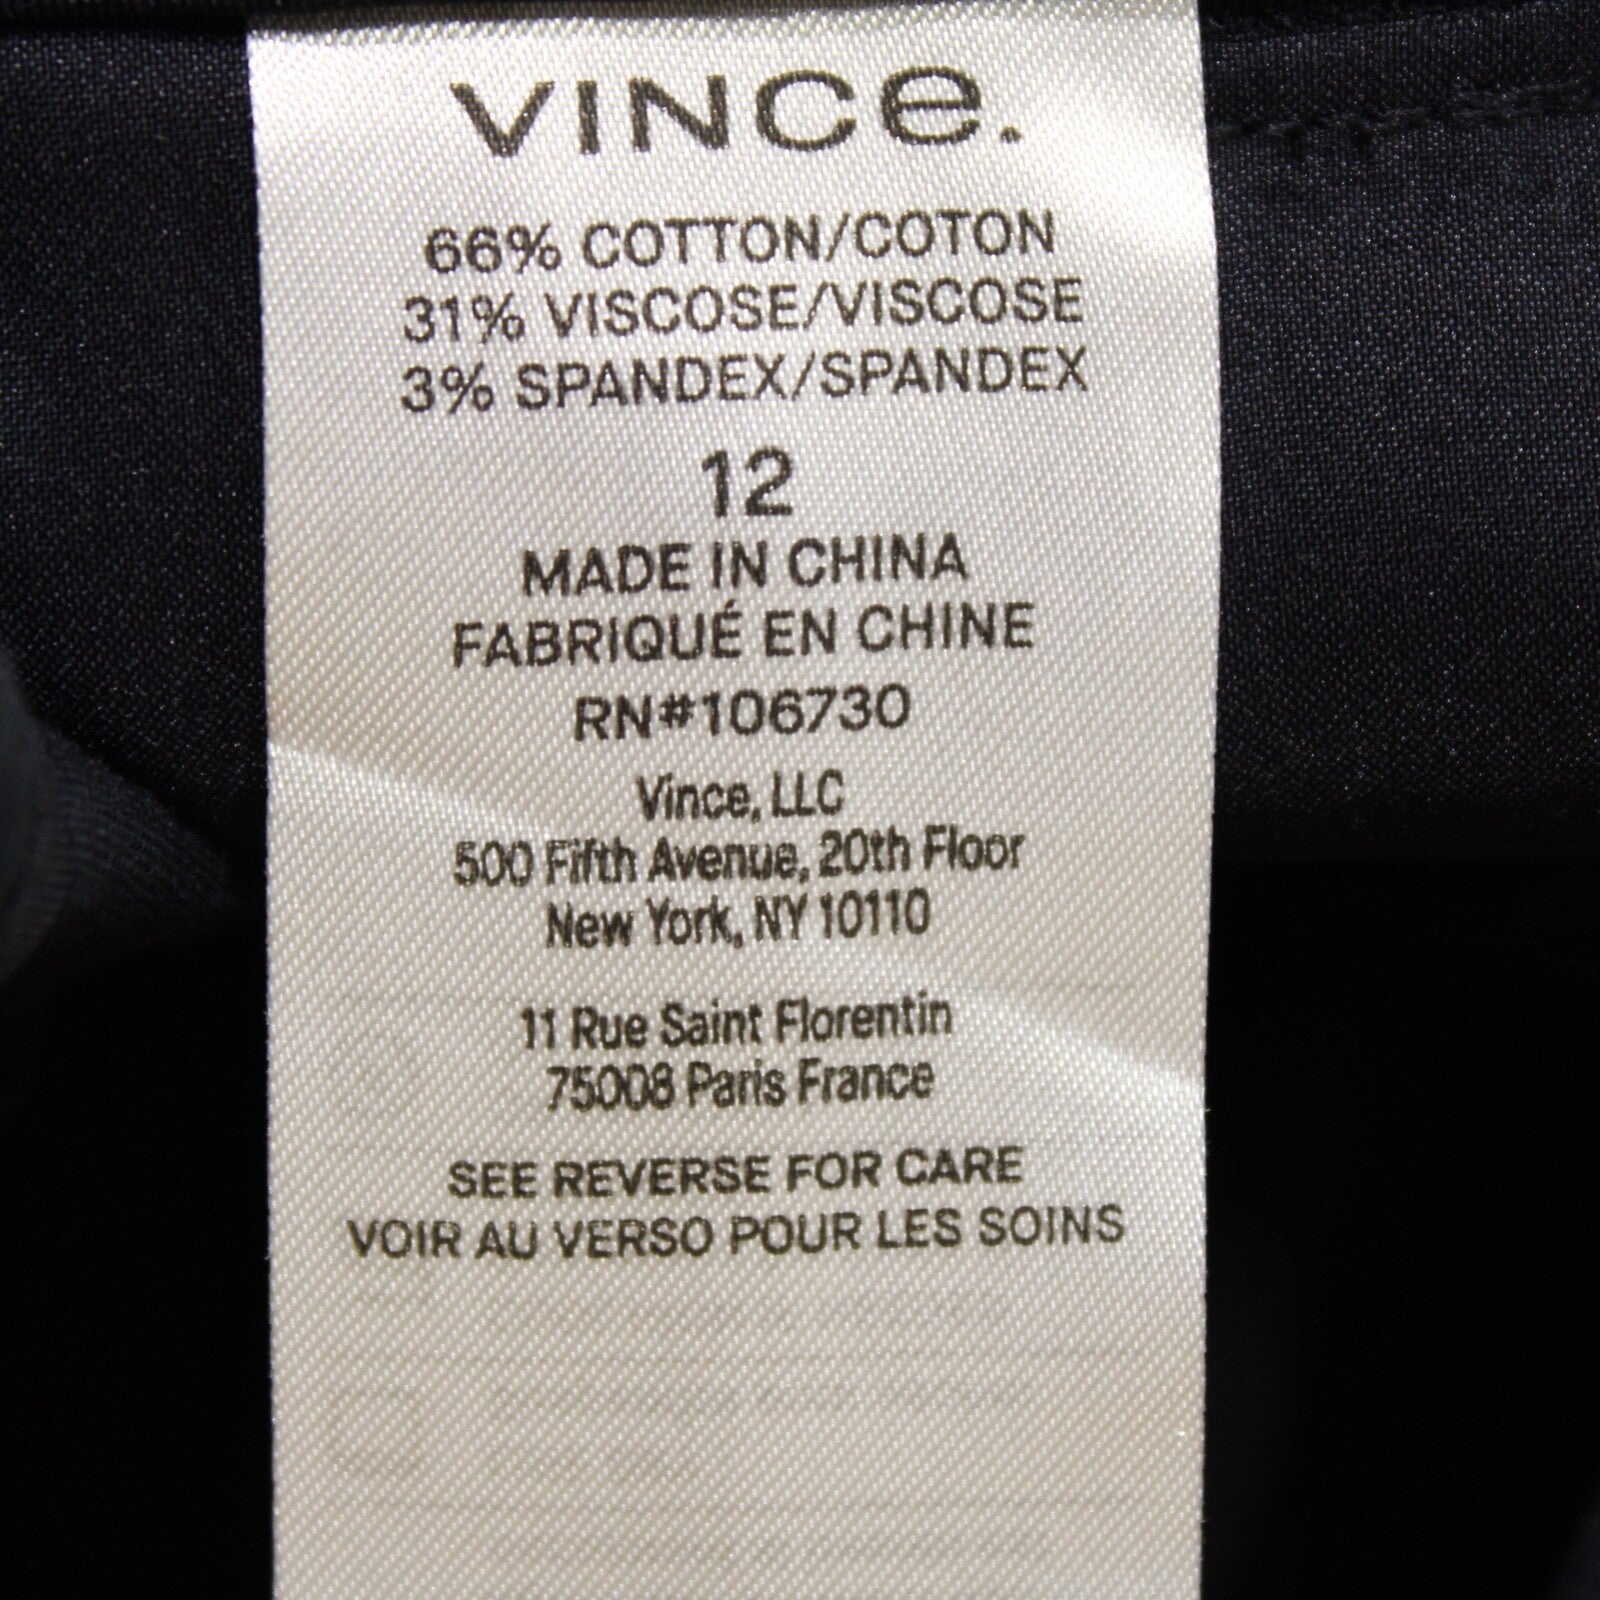 VINCe.
66% COTTON/COTON
31% VISCOSE/VISCOSE
3% SPANDEX/SPANDEX
12
MADE IN CHINA
FABRIQUÉ EN CHINE
RN#106730
Vince, LLC
500 Fifth Avenue, 20th Floor
New York, NY 10110
11 Rue Saint Florentin
75008 Paris France
SEE REVERSE FOR CARE
VOIR AU VERSO POUR LES SOINS